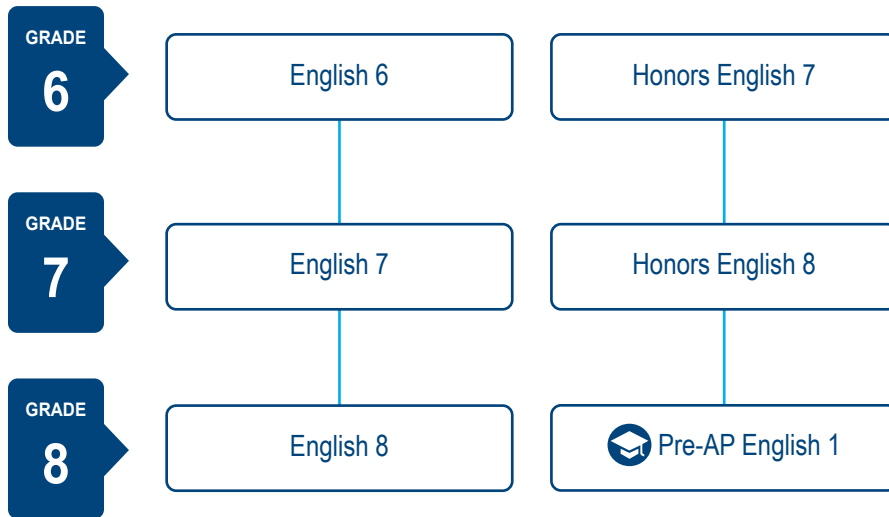 GRADE
6
English 6
Honors English 7
GRADE
7
English 7
Honors English 8
GRADE
8
English 8
Pre-AP English 1